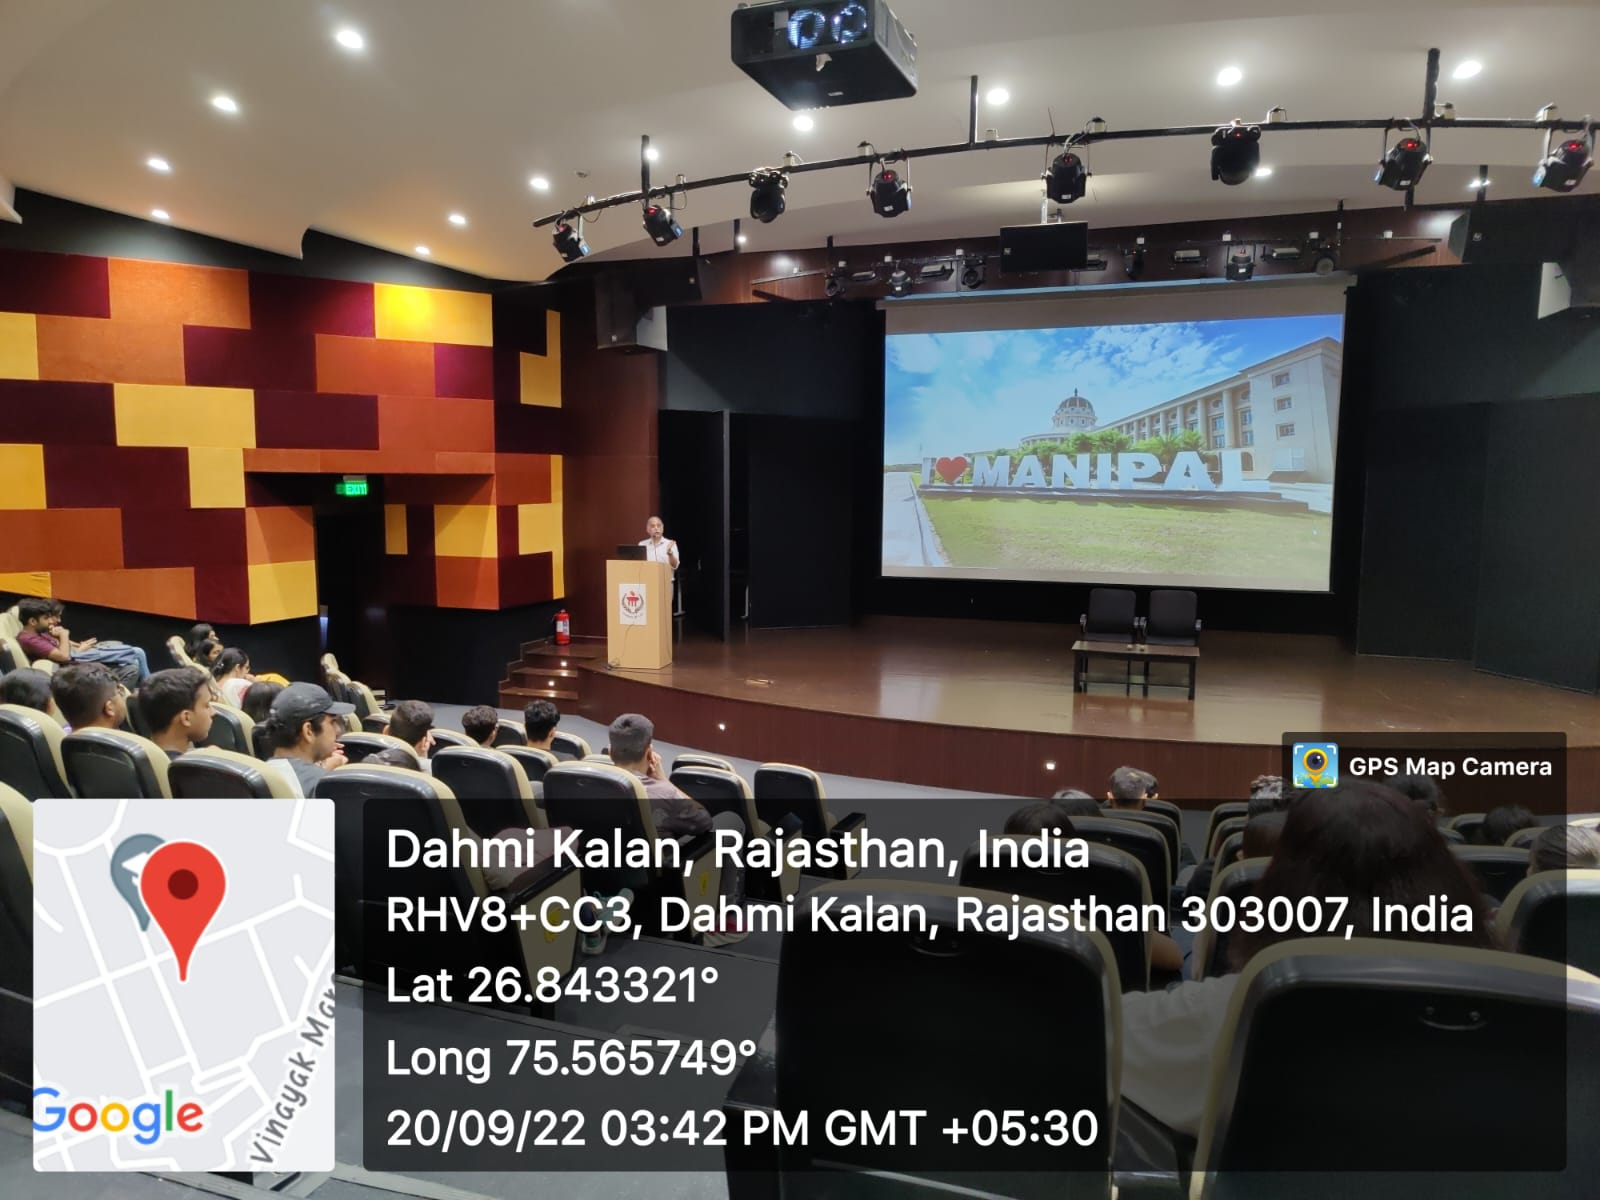 EXIT
I ❤ MANIPAL
GPS Map Camera
Dahmi Kalan, Rajasthan, India
RHV8+CC3, Dahmi Kalan, Rajasthan 303007, India
Lat 26.843321°
Long 75.565749°
20/09/22 03:42 PM GMT +05:30
Google
Vinayak Mar